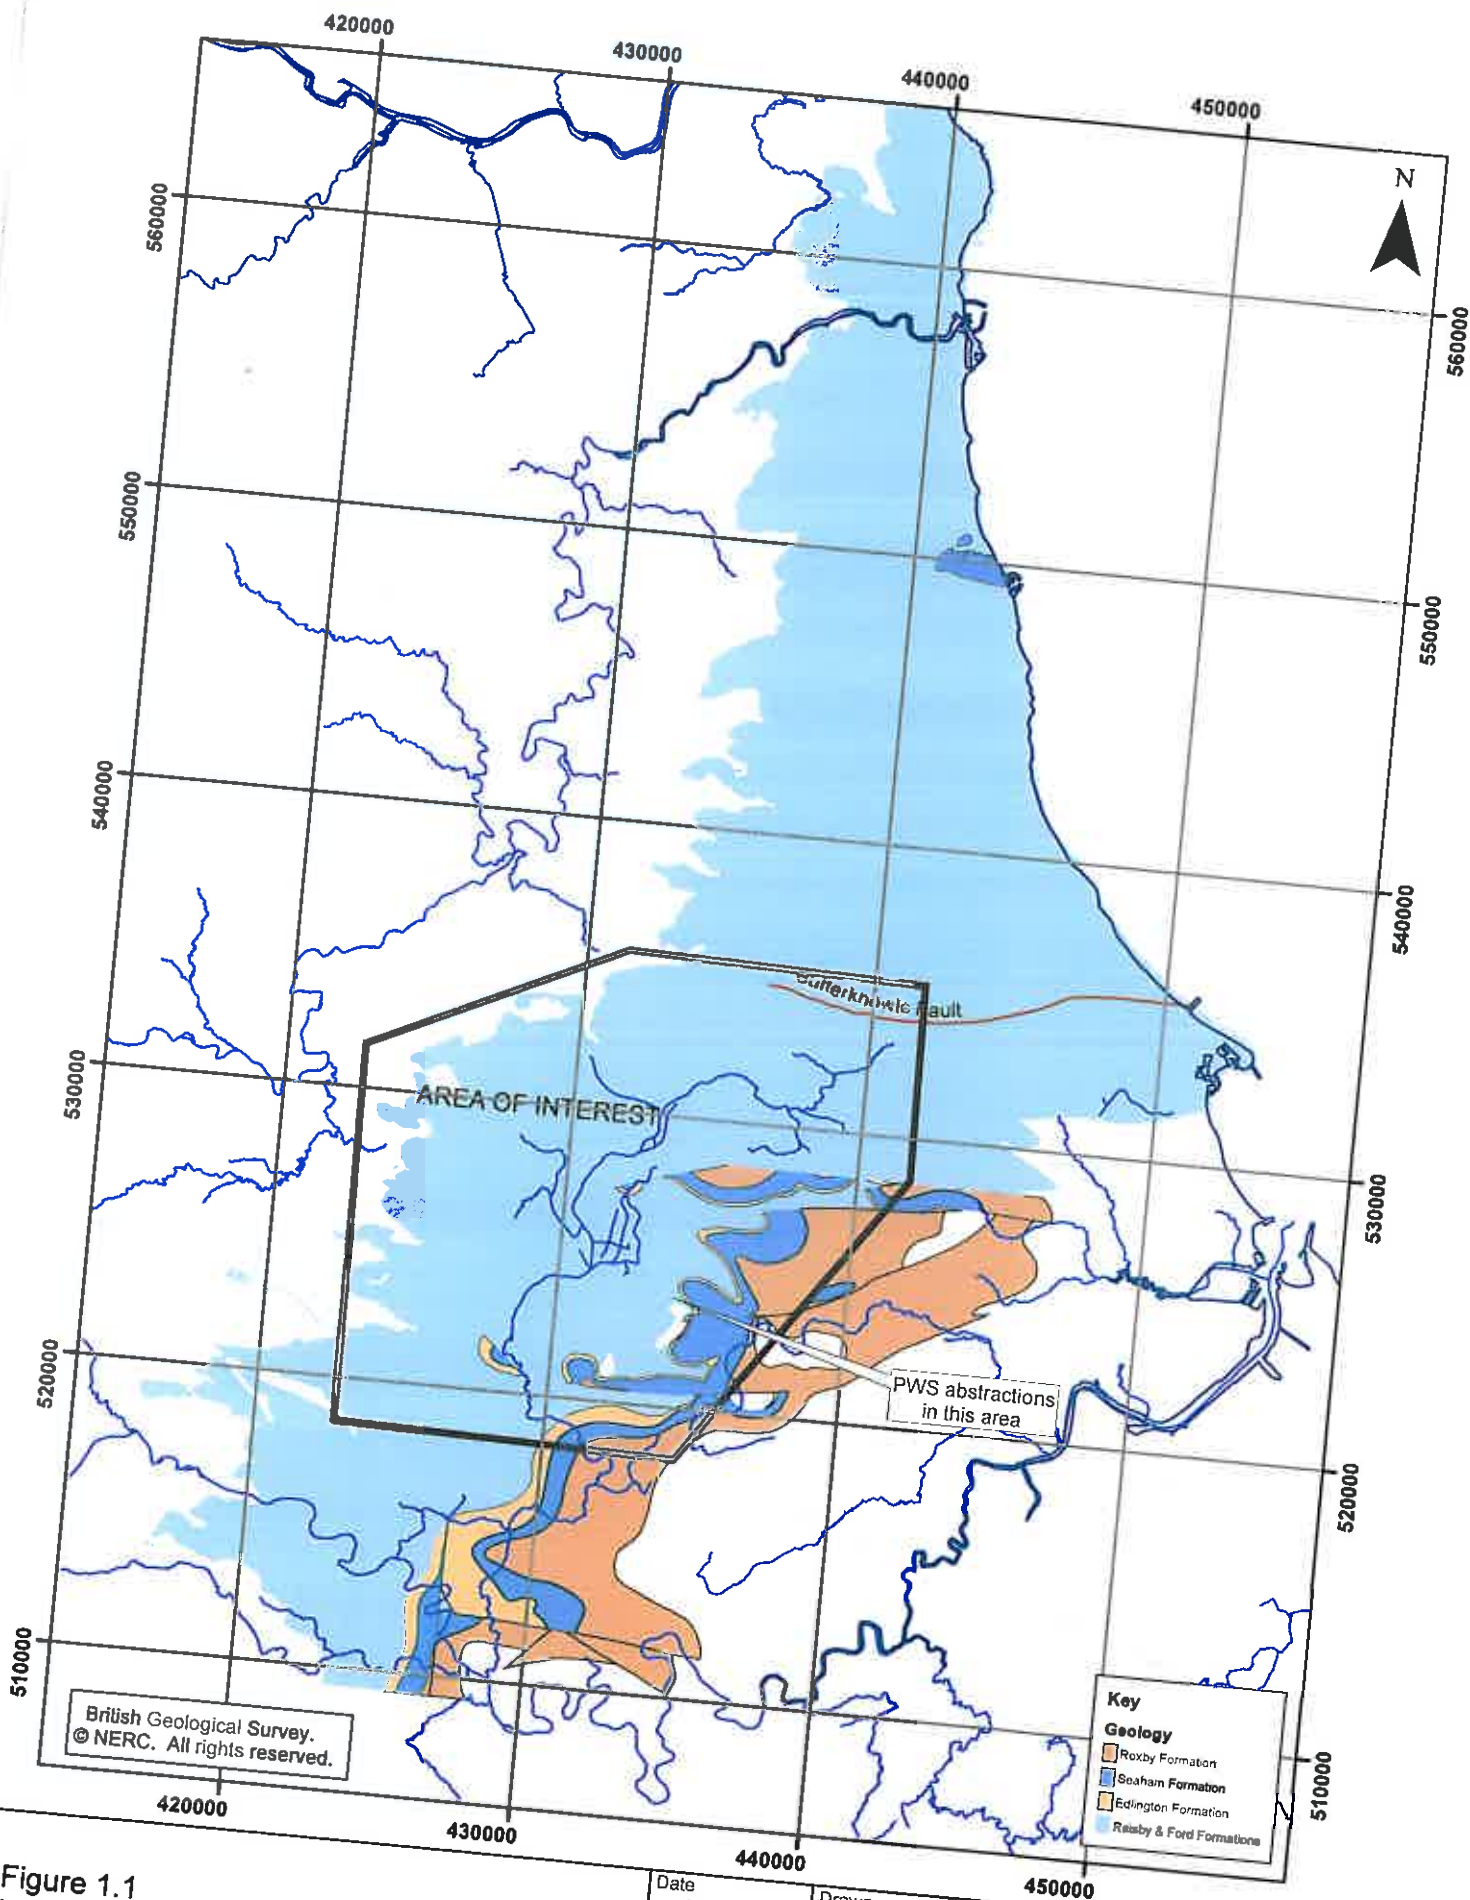 420000
430000
440000
450000
N
560000
560000
550000
550000
540000
540000
Butterknowle Fault
530000
AREA OF INTEREST
530000
520000
PWS abstractions
in this area
520000
510000
510000
Key
Geology
Roxby Formation
Seaham Formation
Edlington Formation
Raisby & Ford Formations
British Geological Survey.
© NERC. All rights reserved.
420000
430000
440000
450000
Figure 1.1
Date